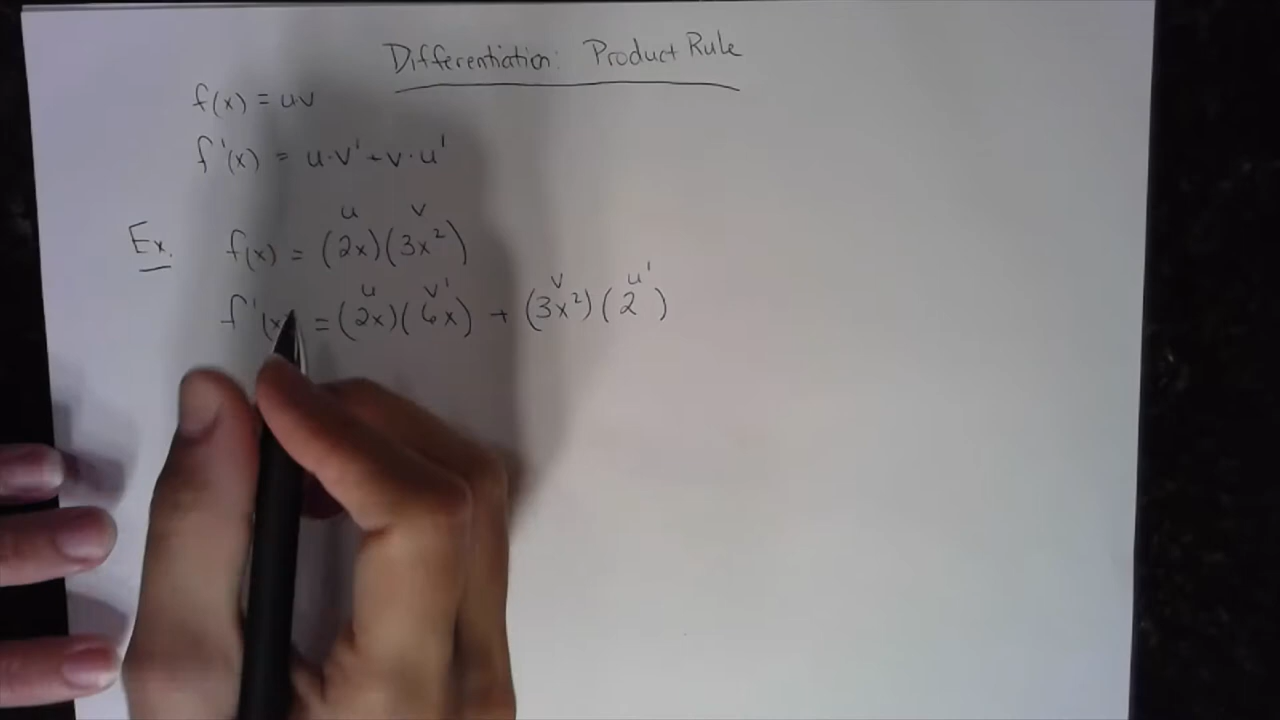 Differentiation: Product Rule
f(x) = uv
f'(x) = u·v' + v·u'
u v
Ex. f(x) = (2x)(3x²)
u v' v u'
f'(x) = (2x)(6x) + (3x²)(2)